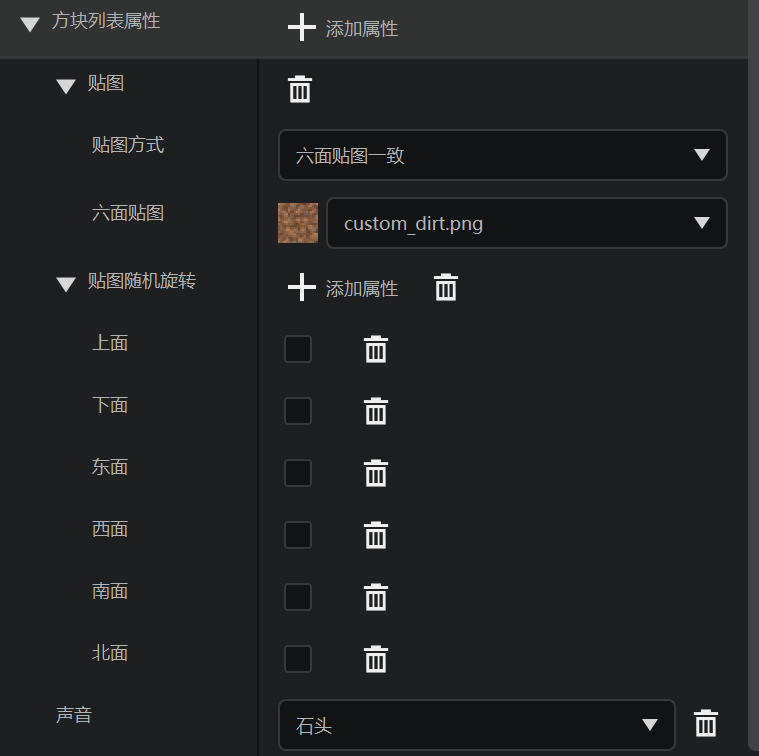 方块列表属性
添加属性
贴图
贴图方式
六面贴图一致
六面贴图
custom_dirt.png
贴图随机旋转
添加属性
上面
下面
东面
西面
南面
北面
声音
石头